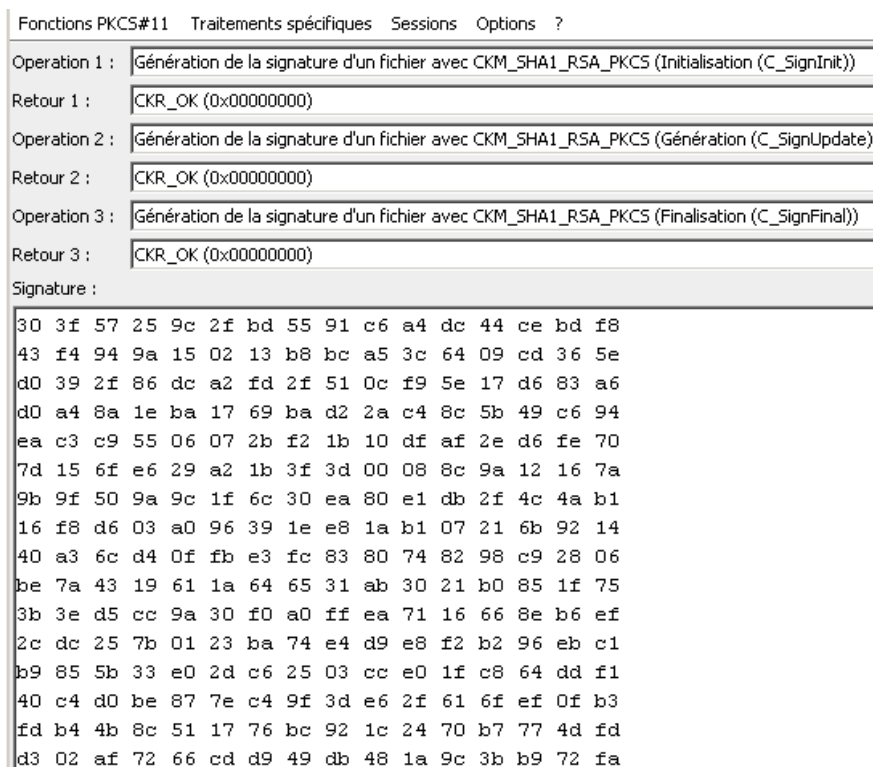 Fonctions PKCS#11 Traitements spécifiques Sessions Options ?
Operation 1 : Génération de la signature d'un fichier avec CKM_SHA1_RSA_PKCS (Initialisation (C_SignInit))
Retour 1 : CKR_OK (0x00000000)
Operation 2 : Génération de la signature d'un fichier avec CKM_SHA1_RSA_PKCS (Génération (C_SignUpdate)
Retour 2 : CKR_OK (0x00000000)
Operation 3 : Génération de la signature d'un fichier avec CKM_SHA1_RSA_PKCS (Finalisation (C_SignFinal))
Retour 3 : CKR_OK (0x00000000)
Signature :
30 3f 57 25 9c 2f bd 55 91 c6 a4 dc 44 ce bd f8
43 f4 94 9a 15 02 13 b8 bc a5 3c 64 09 cd 36 5e
d0 39 2f 86 dc a2 fd 2f 51 0c f9 5e 17 d6 83 a6
d0 a4 8a 1e ba 17 69 ba d2 2a c4 8c 5b 49 c6 94
ea c3 c9 55 06 07 2b f2 1b 10 df af 2e d6 fe 70
7d 15 6f e6 29 a2 1b 3f 3d 00 08 8c 9a 12 16 7a
9b 9f 50 9a 9c 1f 6c 30 ea 80 e1 db 2f 4c 4a b1
16 f8 d6 03 a0 96 39 1e e8 1a b1 07 21 6b 92 14
40 a3 6c d4 0f fb e3 fc 83 80 74 82 98 c9 28 06
be 7a 43 19 61 1a 64 65 31 ab 30 21 b0 85 1f 75
3b 3e d5 cc 9a 30 f0 a0 ff ea 71 16 66 8e b6 ef
2c dc 25 7b 01 23 ba 74 e4 d9 e8 f2 b2 96 eb c1
b9 85 5b 33 e0 2d c6 25 03 cc e0 1f c8 64 dd f1
40 c4 d0 be 87 7e c4 9f 3d e6 2f 61 6f ef 0f b3
fd b4 4b 8c 51 17 76 bc 92 1c 24 70 b7 77 4d fd
d3 02 af 72 66 cd d9 49 db 48 1a 9c 3b b9 72 fa